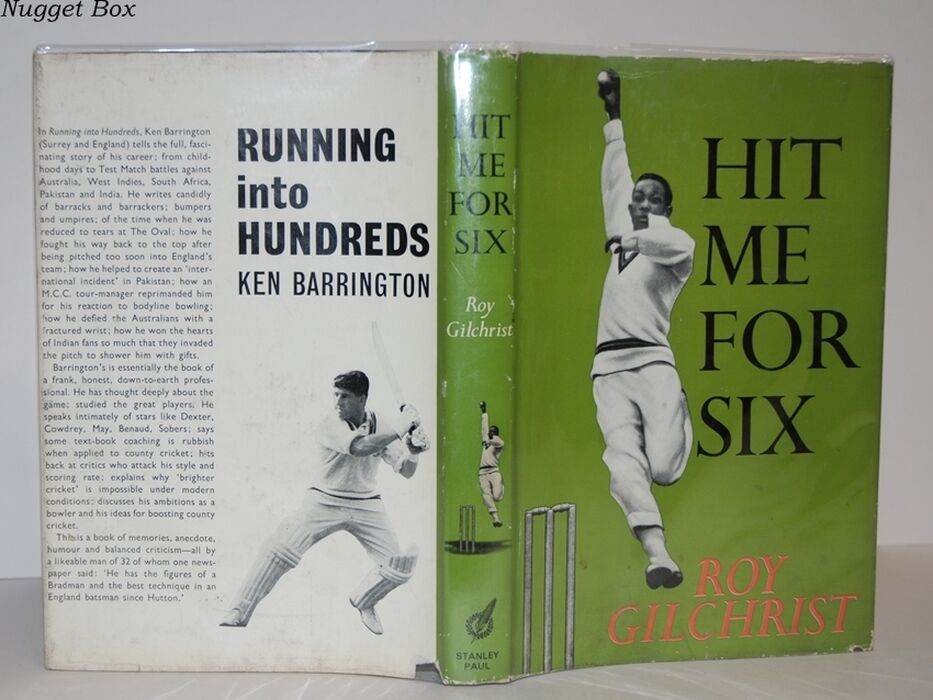 Nugget Box
In Running into Hundreds, Ken Barrington
(Surrey and England) tells the full, fasci-
nating story of his career; from child-
hood days to Test Match battles against
Australia, West Indies, South Africa,
Pakistan and India. He writes candidly
of barracks and barrackers; bumpers
and umpires; of the time when he was
reduced to tears at The Oval; how he
fought his way back to the top after
being pitched too soon into England's
team; how he helped to create an 'inter-
national incident' in Pakistan; how an
M.C.C. tour-manager reprimanded him
for his reaction to bodyline bowling;
how he defied the Australians with a
fractured wrist; how he won the hearts
of Indian fans so much that they invaded
the pitch to shower him with gifts.
Barrington's is essentially the book of
a frank, honest, down-to-earth profes-
sional. He has thought deeply about the
game; studied the great players. He
speaks intimately of stars like Dexter,
Cowdrey, May, Benaud, Sobers; says
some text-book coaching is rubbish
when applied to county cricket; hits
back at critics who attack his style and
scoring rate; explains why 'brighter
cricket' is impossible under modern
conditions; discusses his ambitions as a
bowler and his ideas for boosting county
cricket.
This is a book of memories, anecdote,
humour and balanced criticism—all by
a likeable man of 32 of whom one news-
paper said: 'He has the figures of a
Bradman and the best technique in an
England batsman since Hutton.'
RUNNING
into
HUNDREDS
KEN BARRINGTON
HIT
ME
FOR
SIX
Roy
Gilchrist
STANLEY
PAUL
HIT
ME
FOR
SIX
ROY
GILCHRIST